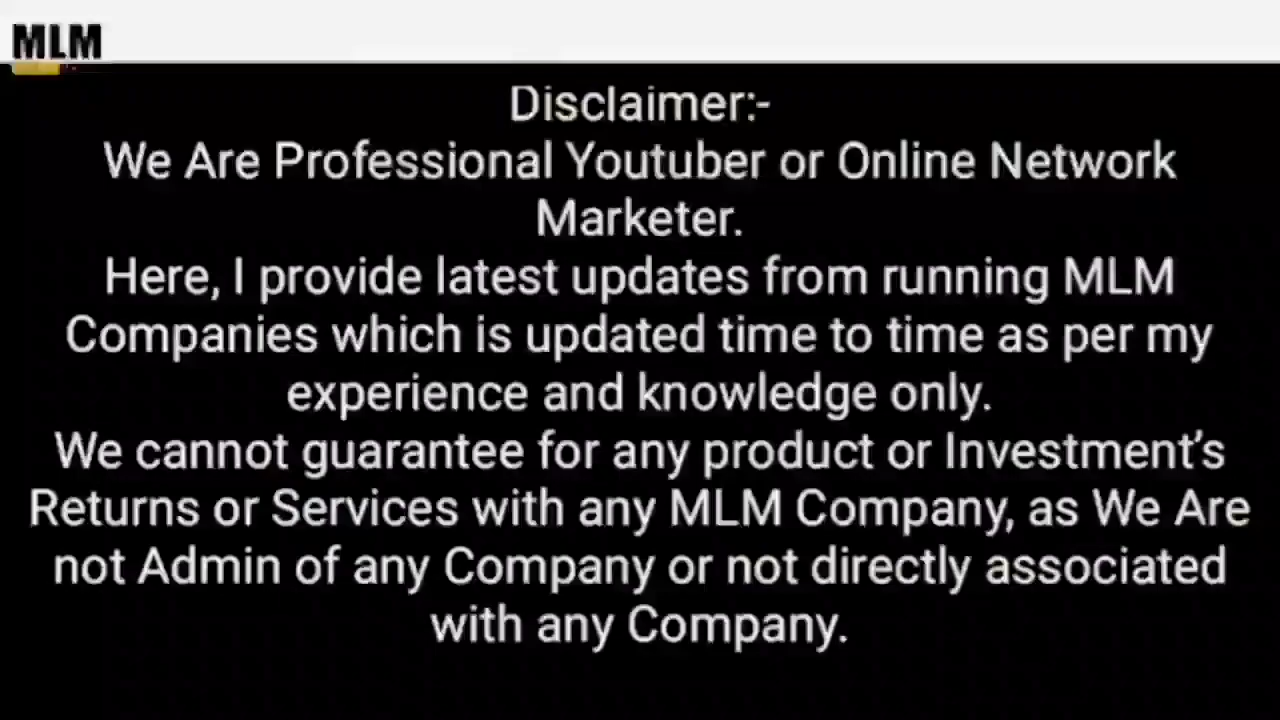 MLM
Disclaimer:-
We Are Professional Youtuber or Online Network
Marketer.
Here, I provide latest updates from running MLM
Companies which is updated time to time as per my
experience and knowledge only.
We cannot guarantee for any product or Investment’s
Returns or Services with any MLM Company, as We Are
not Admin of any Company or not directly associated
with any Company.